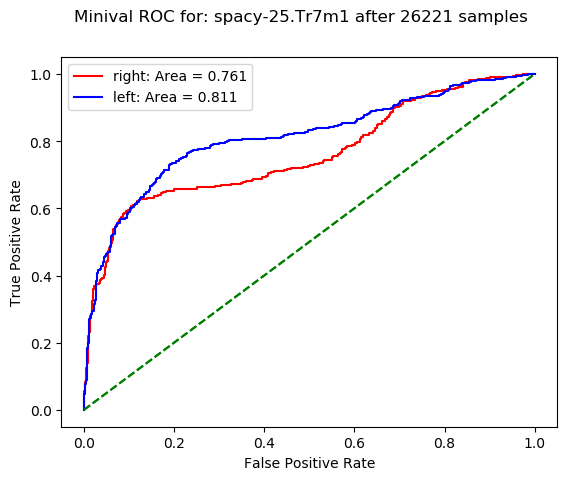 Minival ROC for: spacy-25.Tr7m1 after 26221 samples
right: Area = 0.761
left: Area = 0.811
True Positive Rate
1.0
0.8
0.6
0.4
0.2
0.0
0.0 0.2 0.4 0.6 0.8 1.0
False Positive Rate